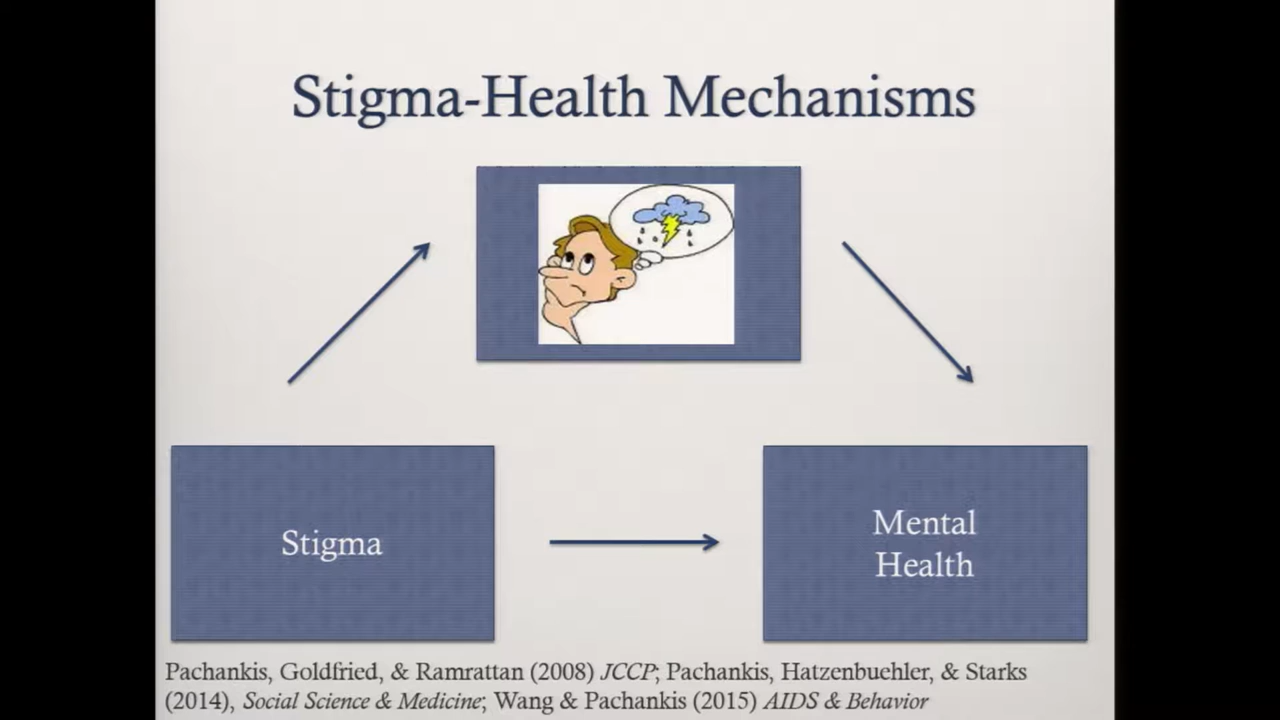 Stigma-Health Mechanisms
Stigma
Mental
Health
Pachankis, Goldfried, & Ramrattan (2008) JCCP; Pachankis, Hatzenbuehler, & Starks
(2014), Social Science & Medicine; Wang & Pachankis (2015) AIDS & Behavior